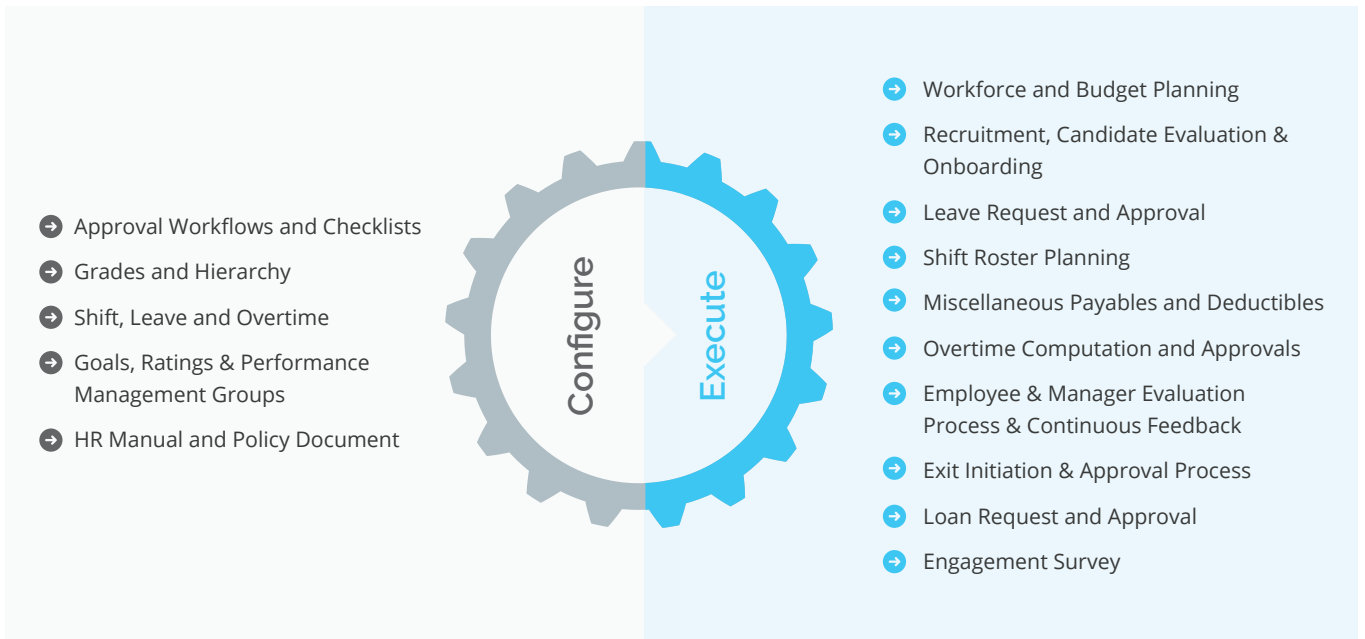 Approval Workflows and Checklists
Grades and Hierarchy
Shift, Leave and Overtime
Goals, Ratings & Performance
Management Groups
HR Manual and Policy Document
Configure
Execute
Workforce and Budget Planning
Recruitment, Candidate Evaluation &
Onboarding
Leave Request and Approval
Shift Roster Planning
Miscellaneous Payables and Deductibles
Overtime Computation and Approvals
Employee & Manager Evaluation
Process & Continuous Feedback
Exit Initiation & Approval Process
Loan Request and Approval
Engagement Survey